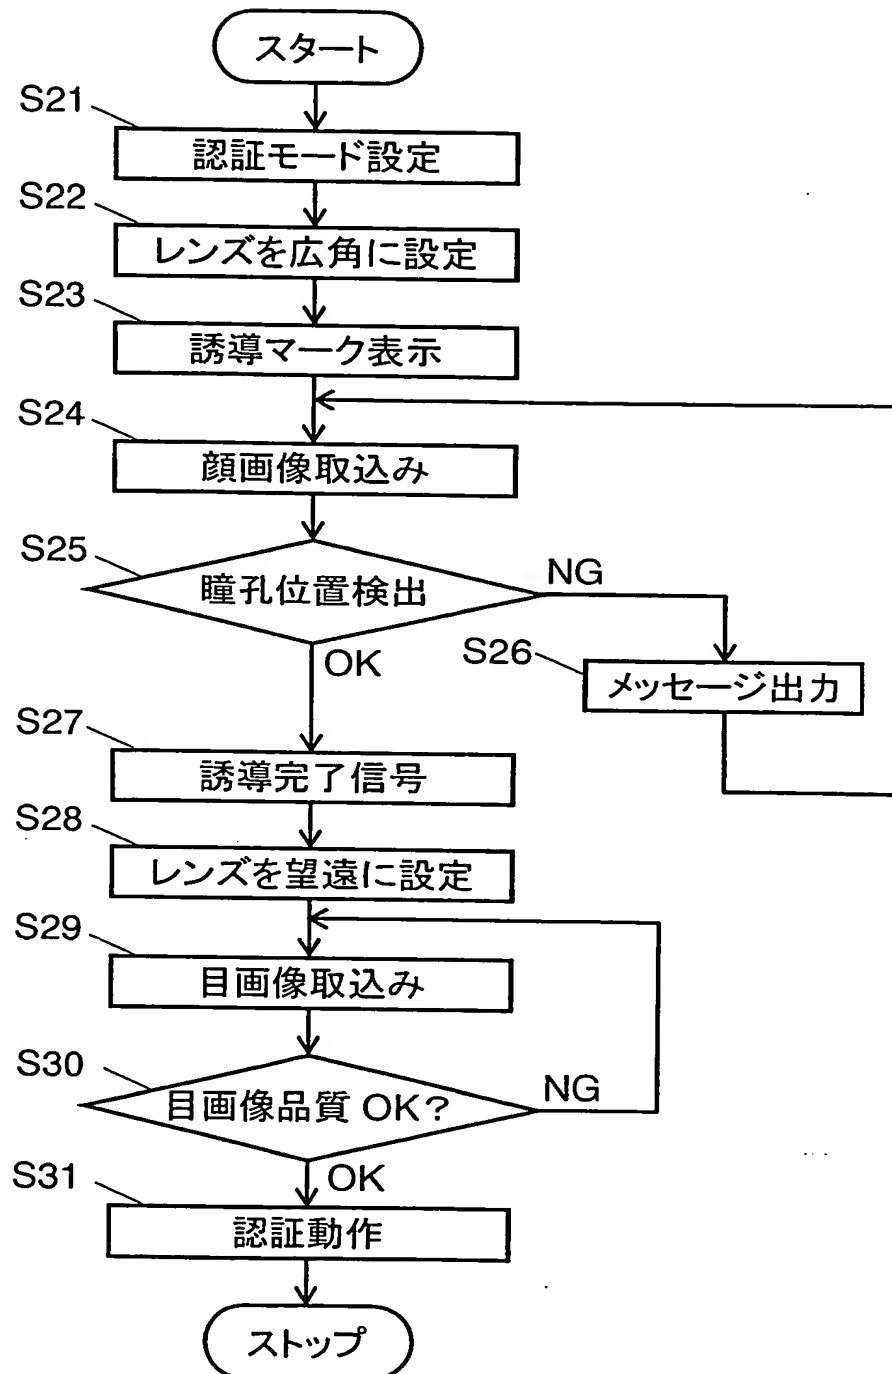 スタート
S21
認証モード設定
S22
レンズを広角に設定
S23
誘導マーク表示
S24
顔画像取込み
S25
瞳孔位置検出
NG
OK
S26
メッセージ出力
S27
誘導完了信号
S28
レンズを望遠に設定
S29
目画像取込み
S30
目画像品質 OK?
NG
OK
S31
認証動作
ストップ